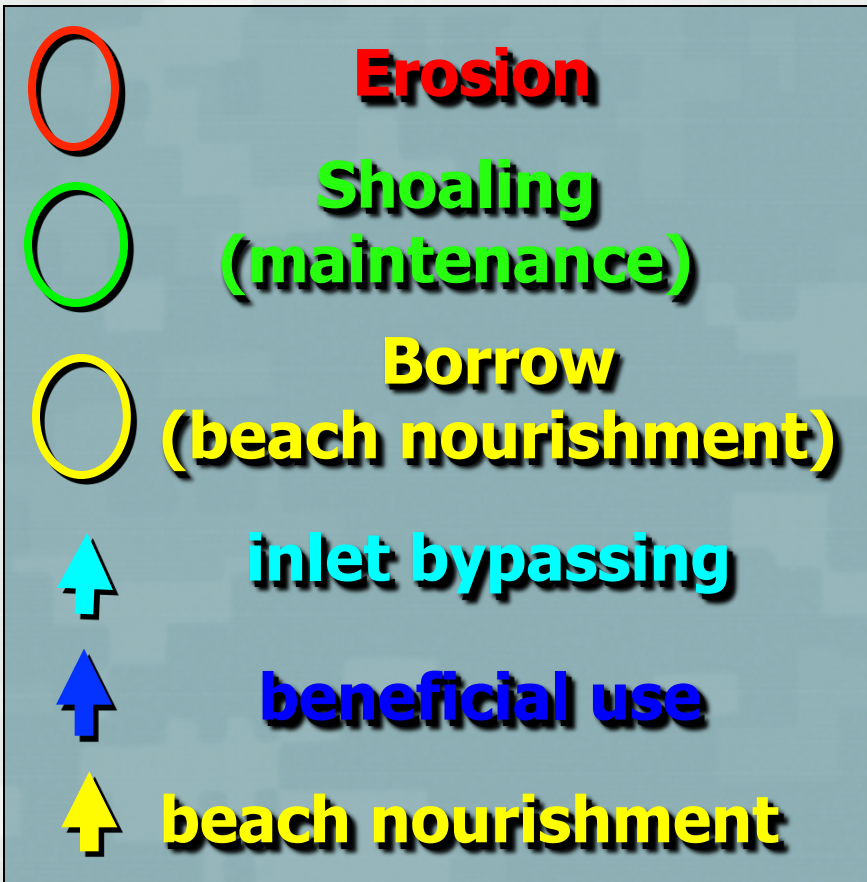 Erosion
Shoaling
(maintenance)
Borrow
(beach nourishment)
inlet bypassing
beneficial use
beach nourishment